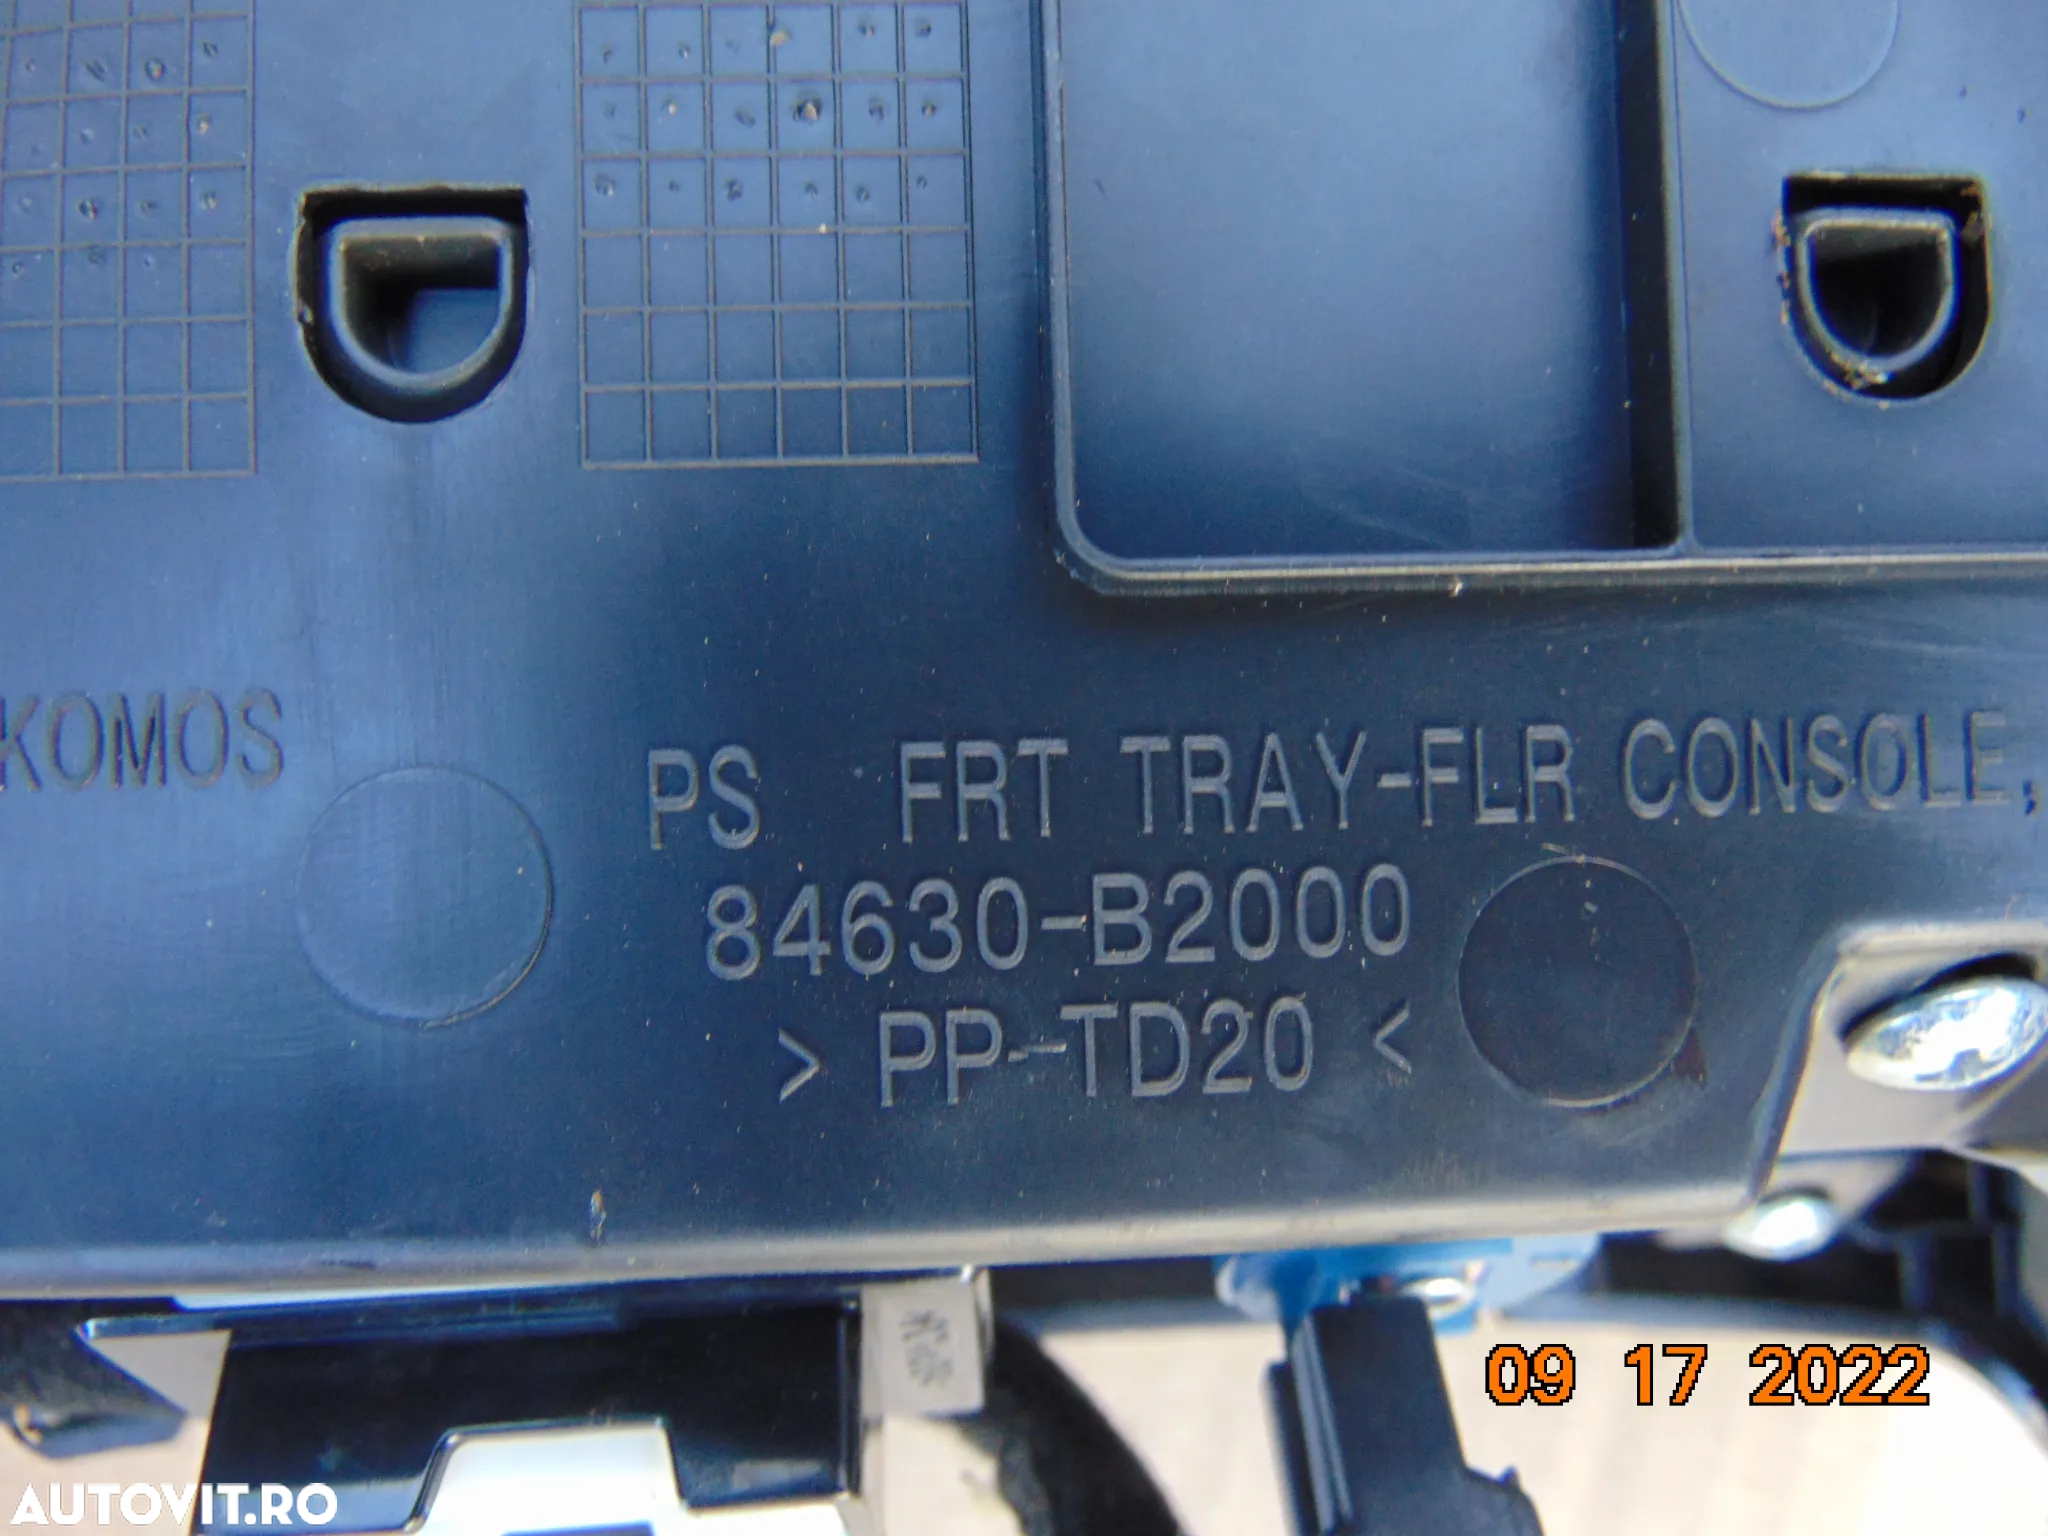 KOMOS
PS FRT TRAY-FLR CONSOLE,
84630-B2000
> PP-TD20 <
09 17 2022
AUTOVIT.RO